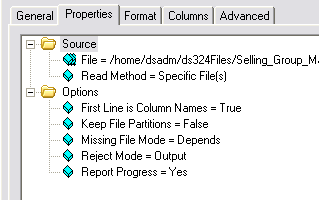 General Properties Format Columns Advanced
Source
File = /home/dsadm/ds324Files/Selling_Group_M
Read Method = Specific File(s)
Options
First Line is Column Names = True
Keep File Partitions = False
Missing File Mode = Depends
Reject Mode = Output
Report Progress = Yes